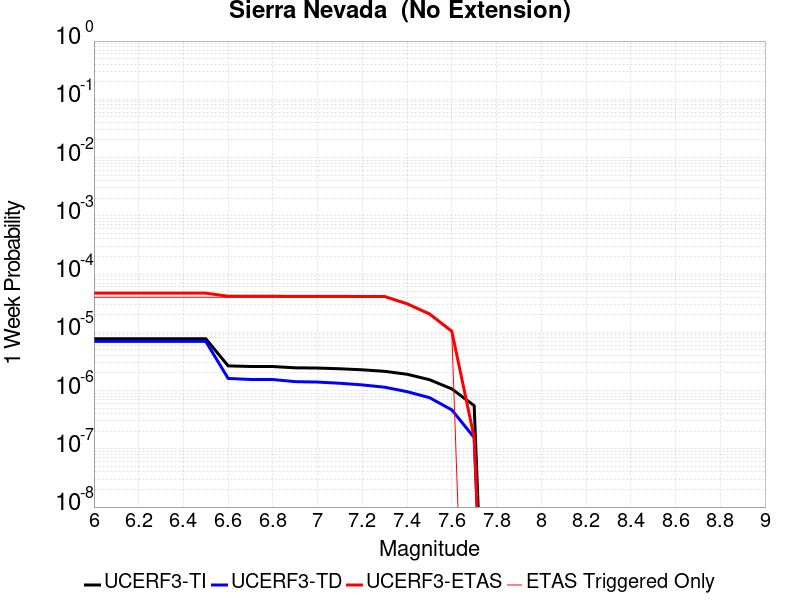 Sierra Nevada (No Extension)
10^0
10^-1
10^-2
10^-3
10^-4
10^-5
10^-6
10^-7
10^-8
1 Week Probability
6 6.2 6.4 6.6 6.8 7 7.2 7.4 7.6 7.8 8 8.2 8.4 8.6 8.8 9
Magnitude
UCERF3-TI UCERF3-TD UCERF3-ETAS ETAS Triggered Only